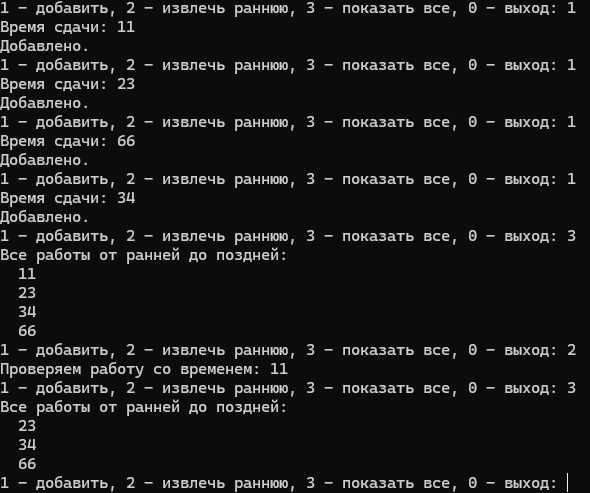 1 – добавить, 2 – извлечь раннюю, 3 – показать все, 0 – выход: 1
Время сдачи: 11
Добавлено.
1 – добавить, 2 – извлечь раннюю, 3 – показать все, 0 – выход: 1
Время сдачи: 23
Добавлено.
1 – добавить, 2 – извлечь раннюю, 3 – показать все, 0 – выход: 1
Время сдачи: 66
Добавлено.
1 – добавить, 2 – извлечь раннюю, 3 – показать все, 0 – выход: 1
Время сдачи: 34
Добавлено.
1 – добавить, 2 – извлечь раннюю, 3 – показать все, 0 – выход: 3
Все работы от ранней до поздней:
  11
  23
  34
  66
1 – добавить, 2 – извлечь раннюю, 3 – показать все, 0 – выход: 2
Проверяем работу со временем: 11
1 – добавить, 2 – извлечь раннюю, 3 – показать все, 0 – выход: 3
Все работы от ранней до поздней:
  23
  34
  66
1 – добавить, 2 – извлечь раннюю, 3 – показать все, 0 – выход: